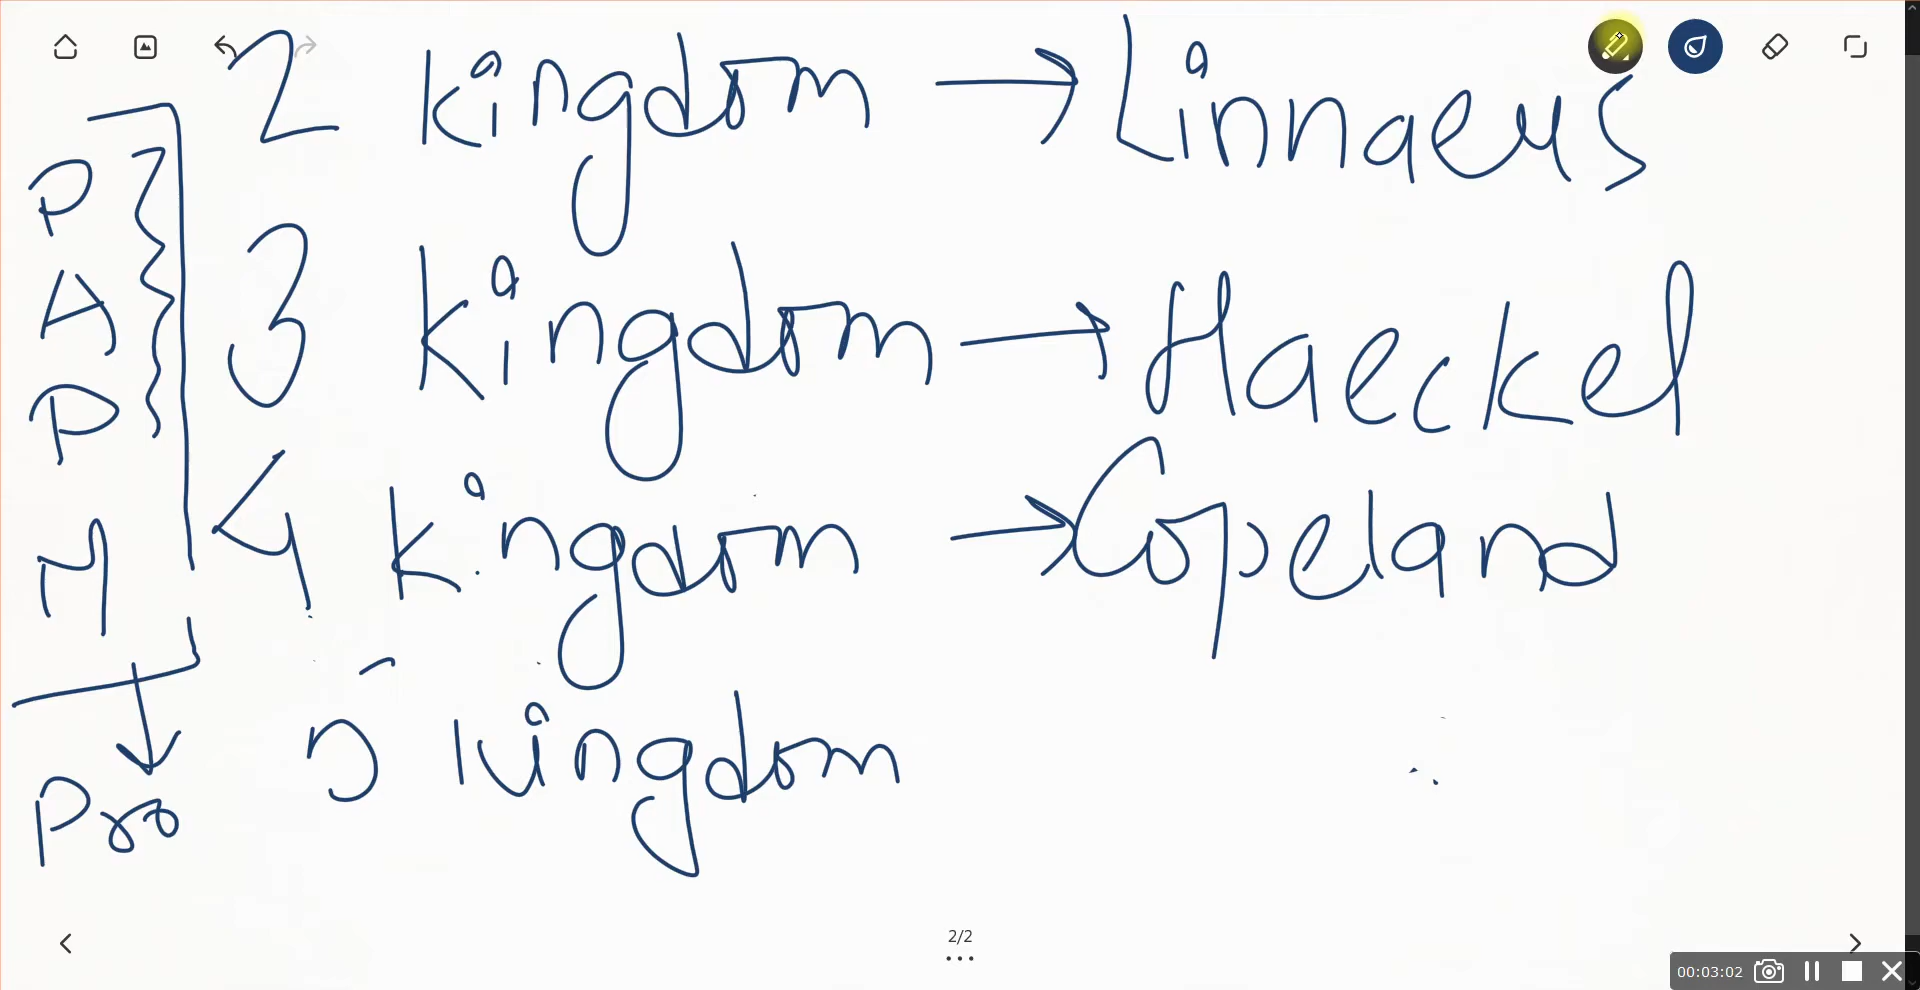 2 kingdom → Linnaeus
P
3 kingdom → Haeckel
A
P
4 kingdom → Copeland
M
5 kingdom
Pro
2/2
00:03:02